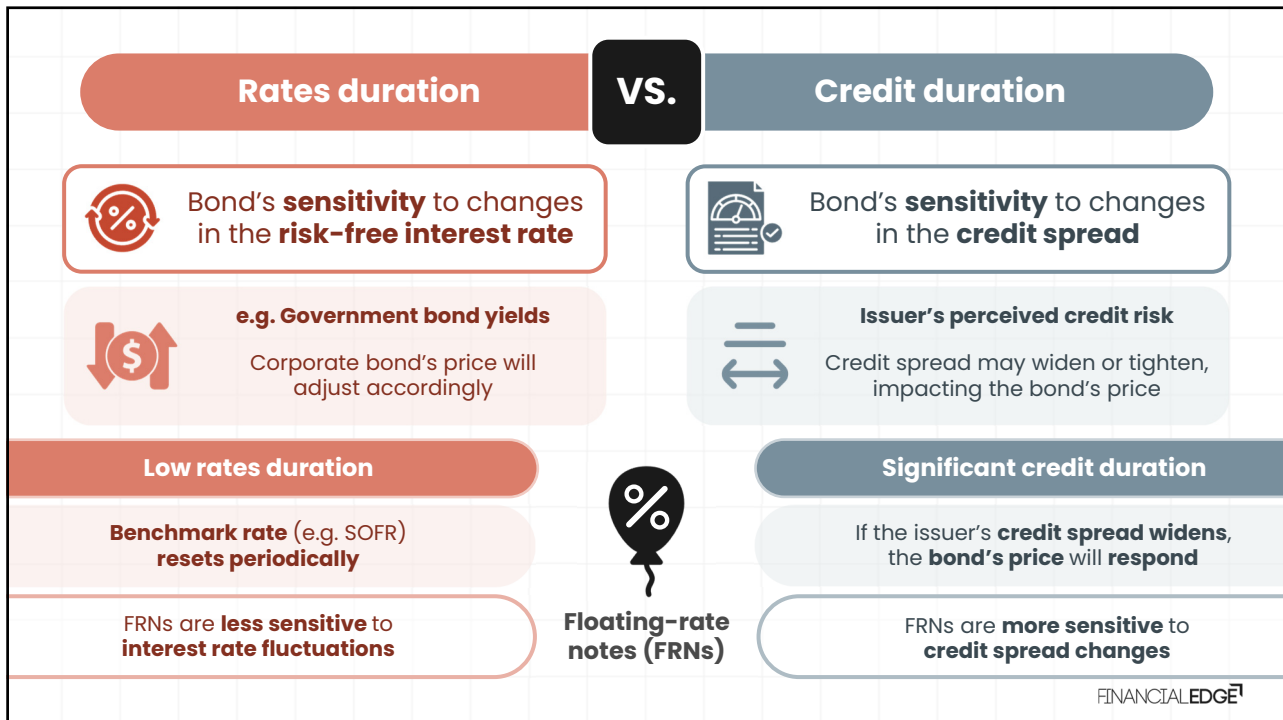 Rates duration
VS.
Credit duration
Bond's sensitivity to changes
in the risk-free interest rate
Bond's sensitivity to changes
in the credit spread
$
e.g. Government bond yields
Corporate bond's price will
adjust accordingly
Issuer's perceived credit risk
Credit spread may widen or tighten,
impacting the bond's price
Low rates duration
Benchmark rate (e.g. SOFR)
resets periodically
FRNs are less sensitive to
interest rate fluctuations
%
Floating-rate
notes (FRNs)
Significant credit duration
If the issuer's credit spread widens,
the bond's price will respond
FRNs are more sensitive to
credit spread changes
FINANCIALEDGE